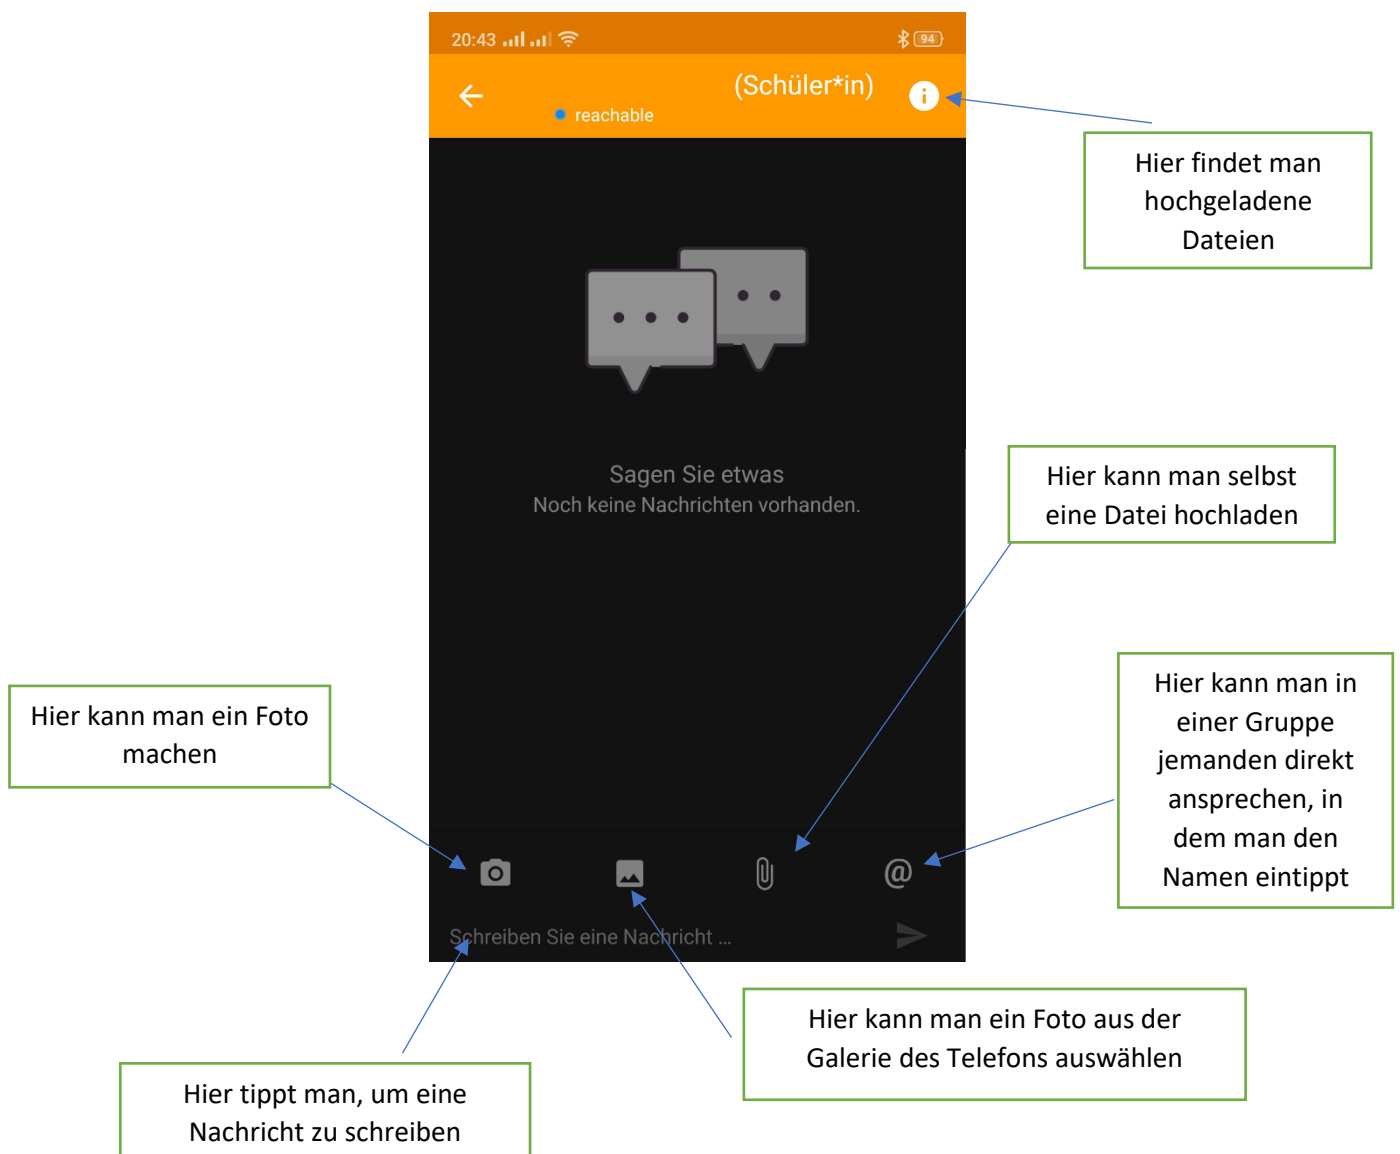 20:43
94
(Schüler*in)
reachable
Hier findet man
hochgeladene
Dateien
Sagen Sie etwas
Noch keine Nachrichten vorhanden.
Hier kann man selbst
eine Datei hochladen
Hier kann man in
einer Gruppe
jemanden direkt
ansprechen, in
dem man den
Namen eintippt
Hier kann man ein Foto
machen
@
Schreiben Sie eine Nachricht ...
Hier kann man ein Foto aus der
Galerie des Telefons auswählen
Hier tippt man, um eine
Nachricht zu schreiben